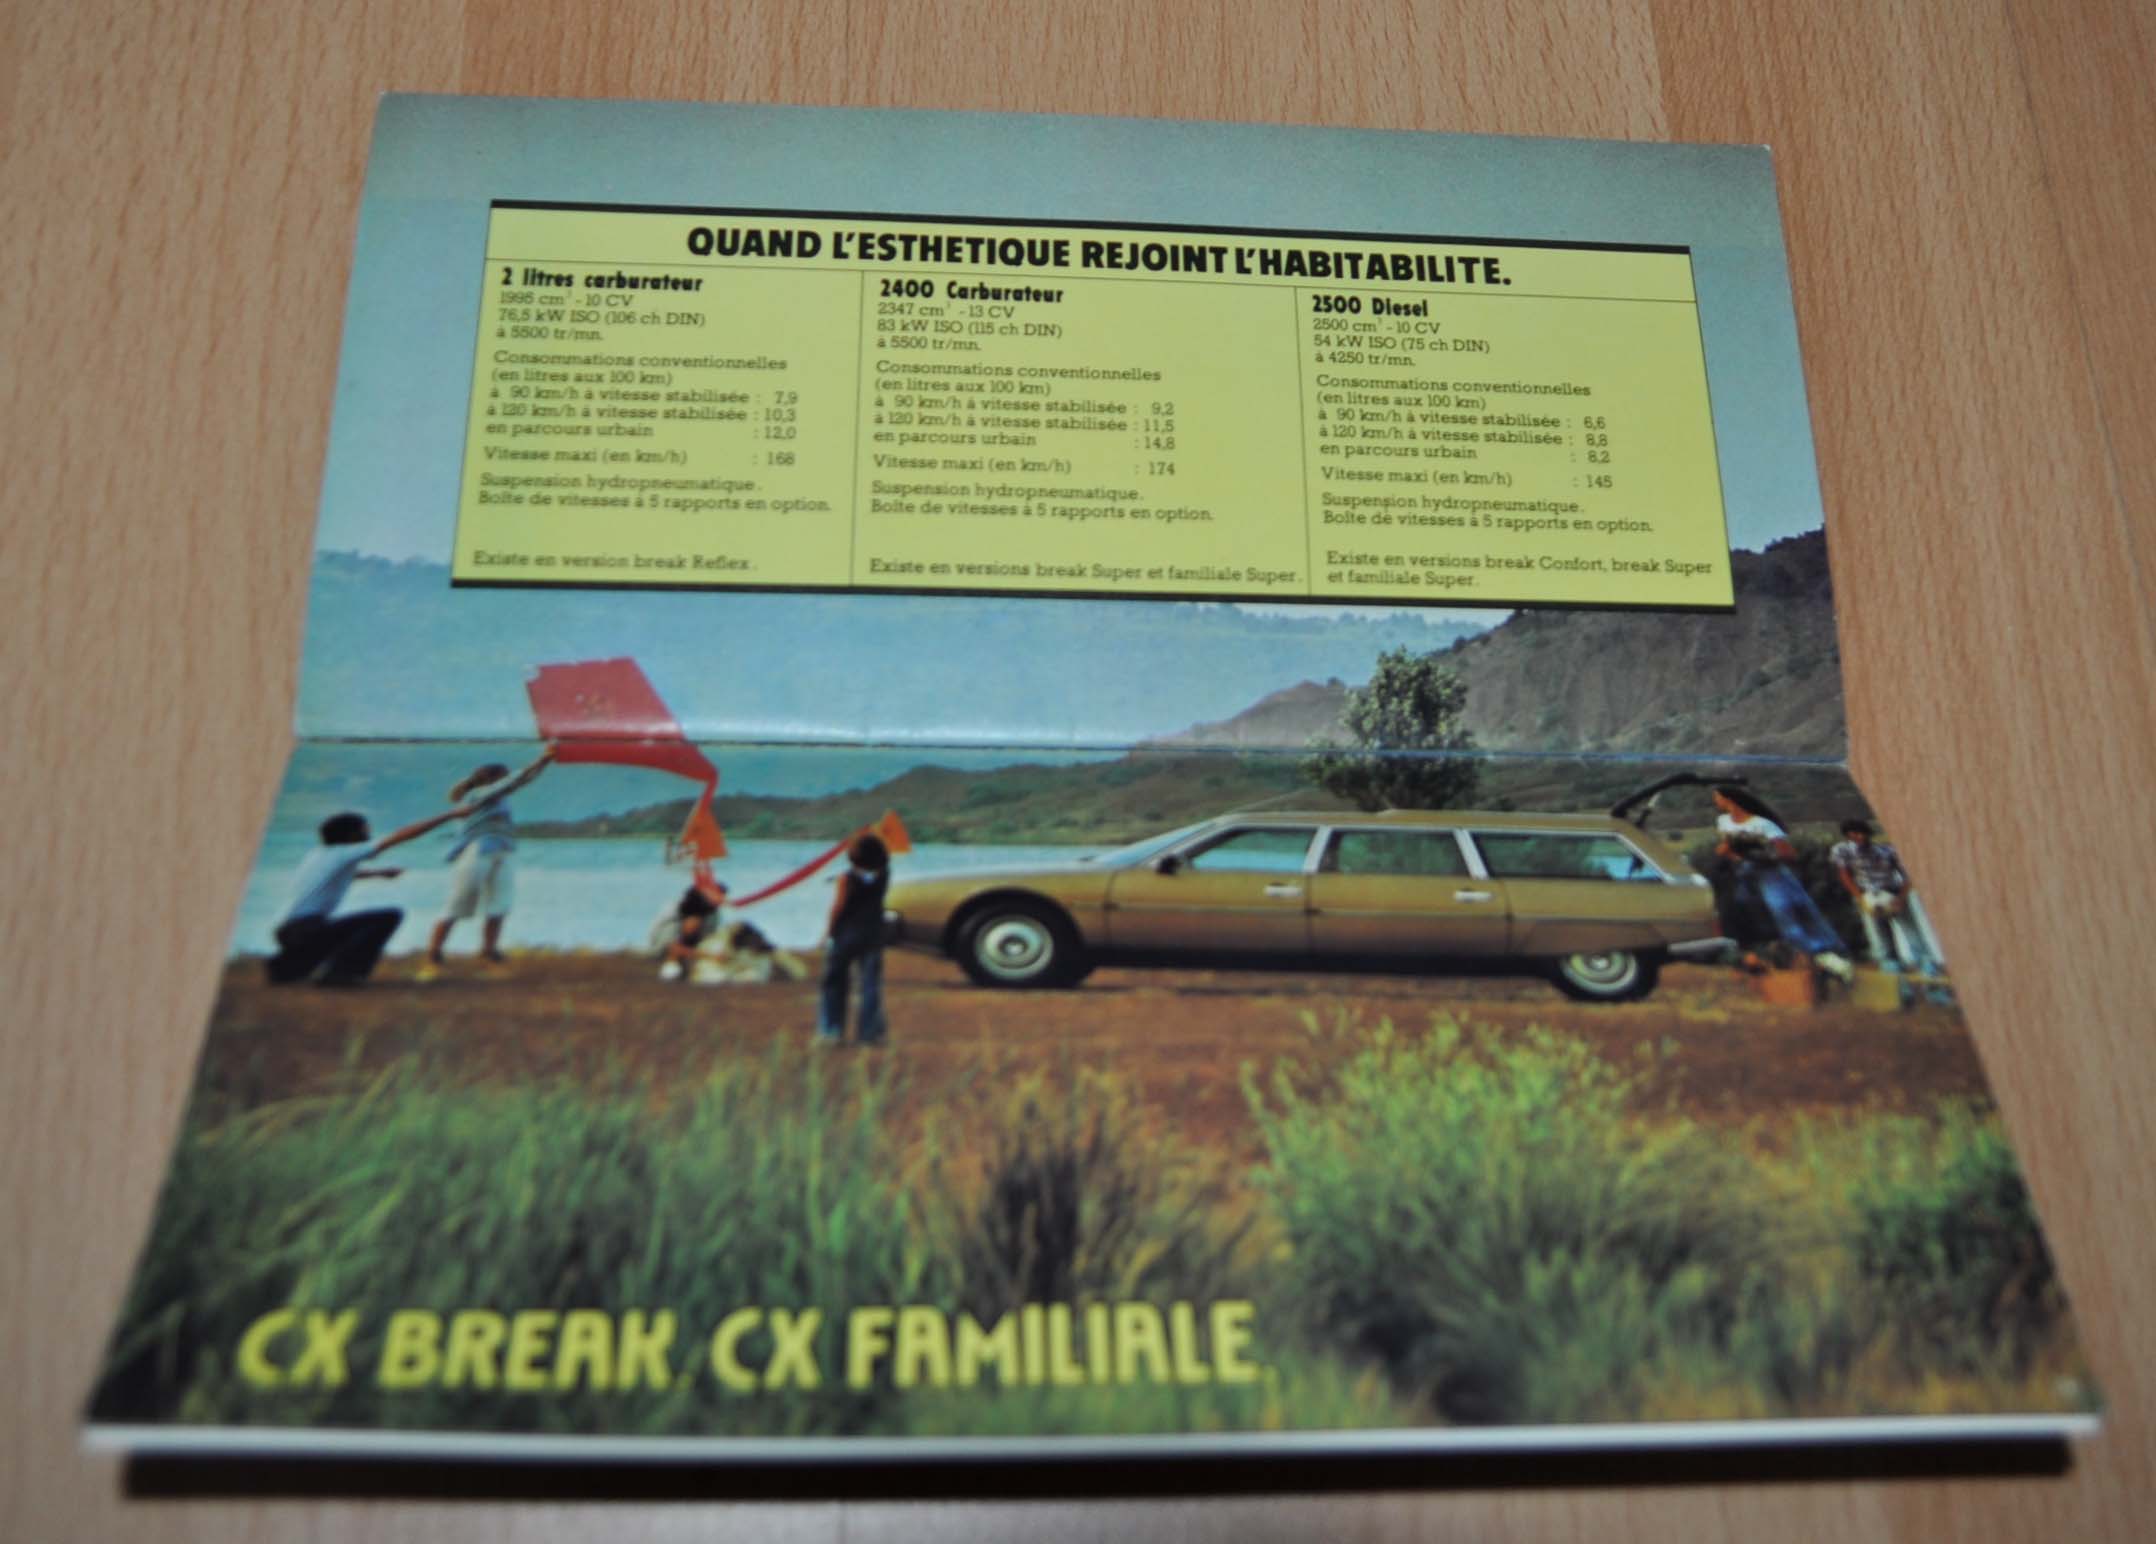 QUAND L'ESTHETIQUE REJOINT L'HABITABILITE.
2 litres carburateur
1995 cm³ - 10 CV
76,5 kW ISO (106 ch DIN)
à 5500 tr/mn.
Consommations conventionnelles
(en litres aux 100 km)
à 90 km/h à vitesse stabilisée : 7,9
à 120 km/h à vitesse stabilisée : 10,3
en parcours urbain : 12,0
Vitesse maxi (en km/h) : 168
Suspension hydropneumatique.
Boîte de vitesses à 5 rapports en option.
Existe en version break Reflex.
2400 Carburateur
2347 cm³ - 13 CV
83 kW ISO (115 ch DIN)
à 5500 tr/mn.
Consommations conventionnelles
(en litres aux 100 km)
à 90 km/h à vitesse stabilisée : 9,2
à 120 km/h à vitesse stabilisée : 11,5
en parcours urbain : 14,8
Vitesse maxi (en km/h) : 174
Suspension hydropneumatique.
Boîte de vitesses à 5 rapports en option.
Existe en versions break Super et familiale Super.
2500 Diesel
2500 cm³ - 10 CV
54 kW ISO (75 ch DIN)
à 4250 tr/mn.
Consommations conventionnelles
(en litres aux 100 km)
à 90 km/h à vitesse stabilisée : 6,6
à 120 km/h à vitesse stabilisée : 8,8
en parcours urbain : 8,2
Vitesse maxi (en km/h) : 145
Suspension hydropneumatique.
Boîte de vitesses à 5 rapports en option.
Existe en versions break Confort, break Super
et familiale Super.
CX BREAK. CX FAMILIALE.